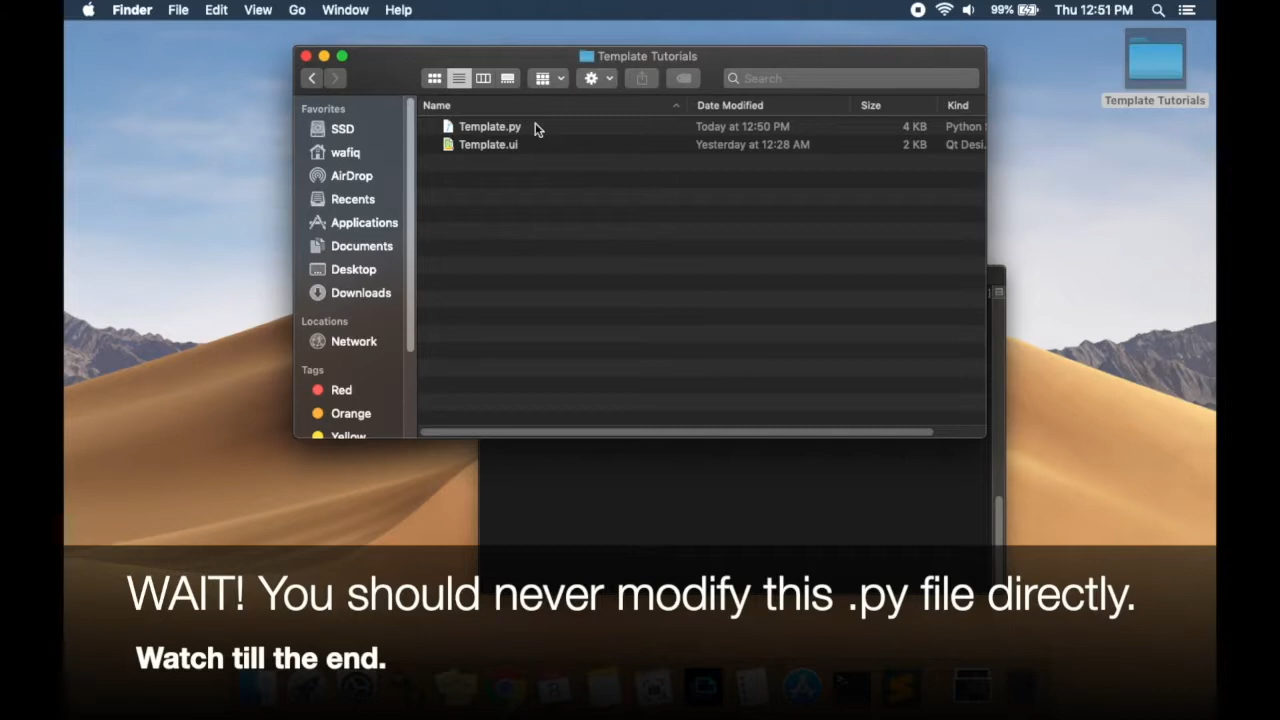 Finder File Edit View Go Window Help 99% Thu 12:51 PM
Template Tutorials
Search
Template Tutorials
Favorites
SSD
wafiq
AirDrop
Recents
Applications
Documents
Desktop
Downloads
Locations
Network
Tags
Red
Orange
Yellow
Name Date Modified Size Kind
Template.py Today at 12:50 PM 4 KB Python
Template.ui Yesterday at 12:28 AM 2 KB Qt Desi.
WAIT! You should never modify this .py file directly.
Watch till the end.